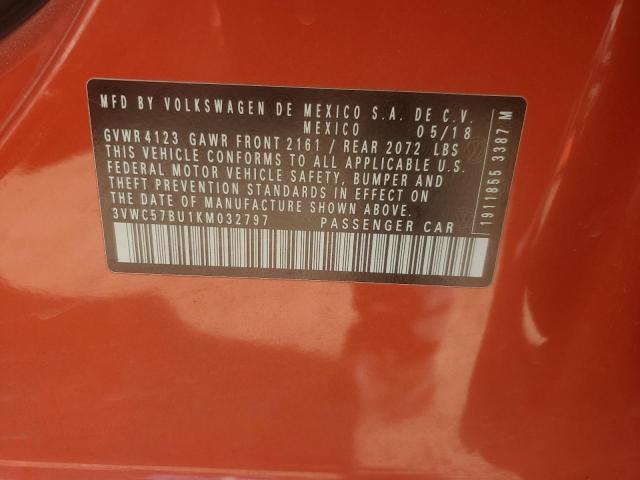 MFD BY VOLKSWAGEN DE MEXICO S.A. DE C.V.
MEXICO 05/18
GVWR 4123 GAWR FRONT 2161 / REAR 2072 LBS
THIS VEHICLE CONFORMS TO ALL APPLICABLE U.S.
FEDERAL MOTOR VEHICLE SAFETY, BUMPER AND
THEFT PREVENTION STANDARDS IN EFFECT ON
THE DATE OF MANUFACTURE SHOWN ABOVE.
3VWC57BU1KM032797 PASSENGER CAR
1911855 3387 M